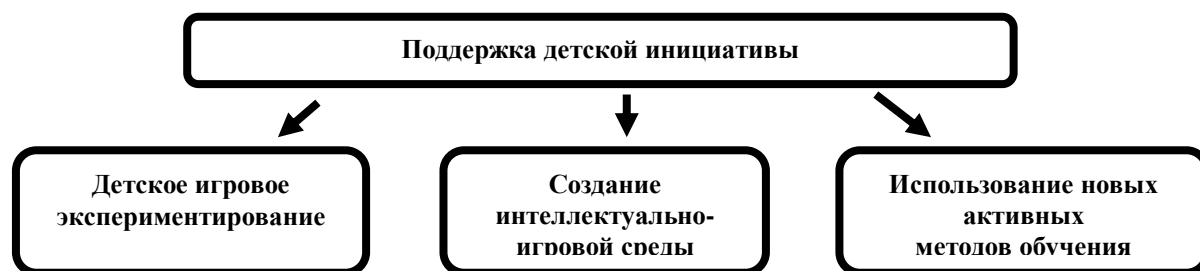 Поддержка детской инициативы
Детское игровое
экспериментирование
Создание
интеллектуально-
игровой среды
Использование новых
активных
методов обучения